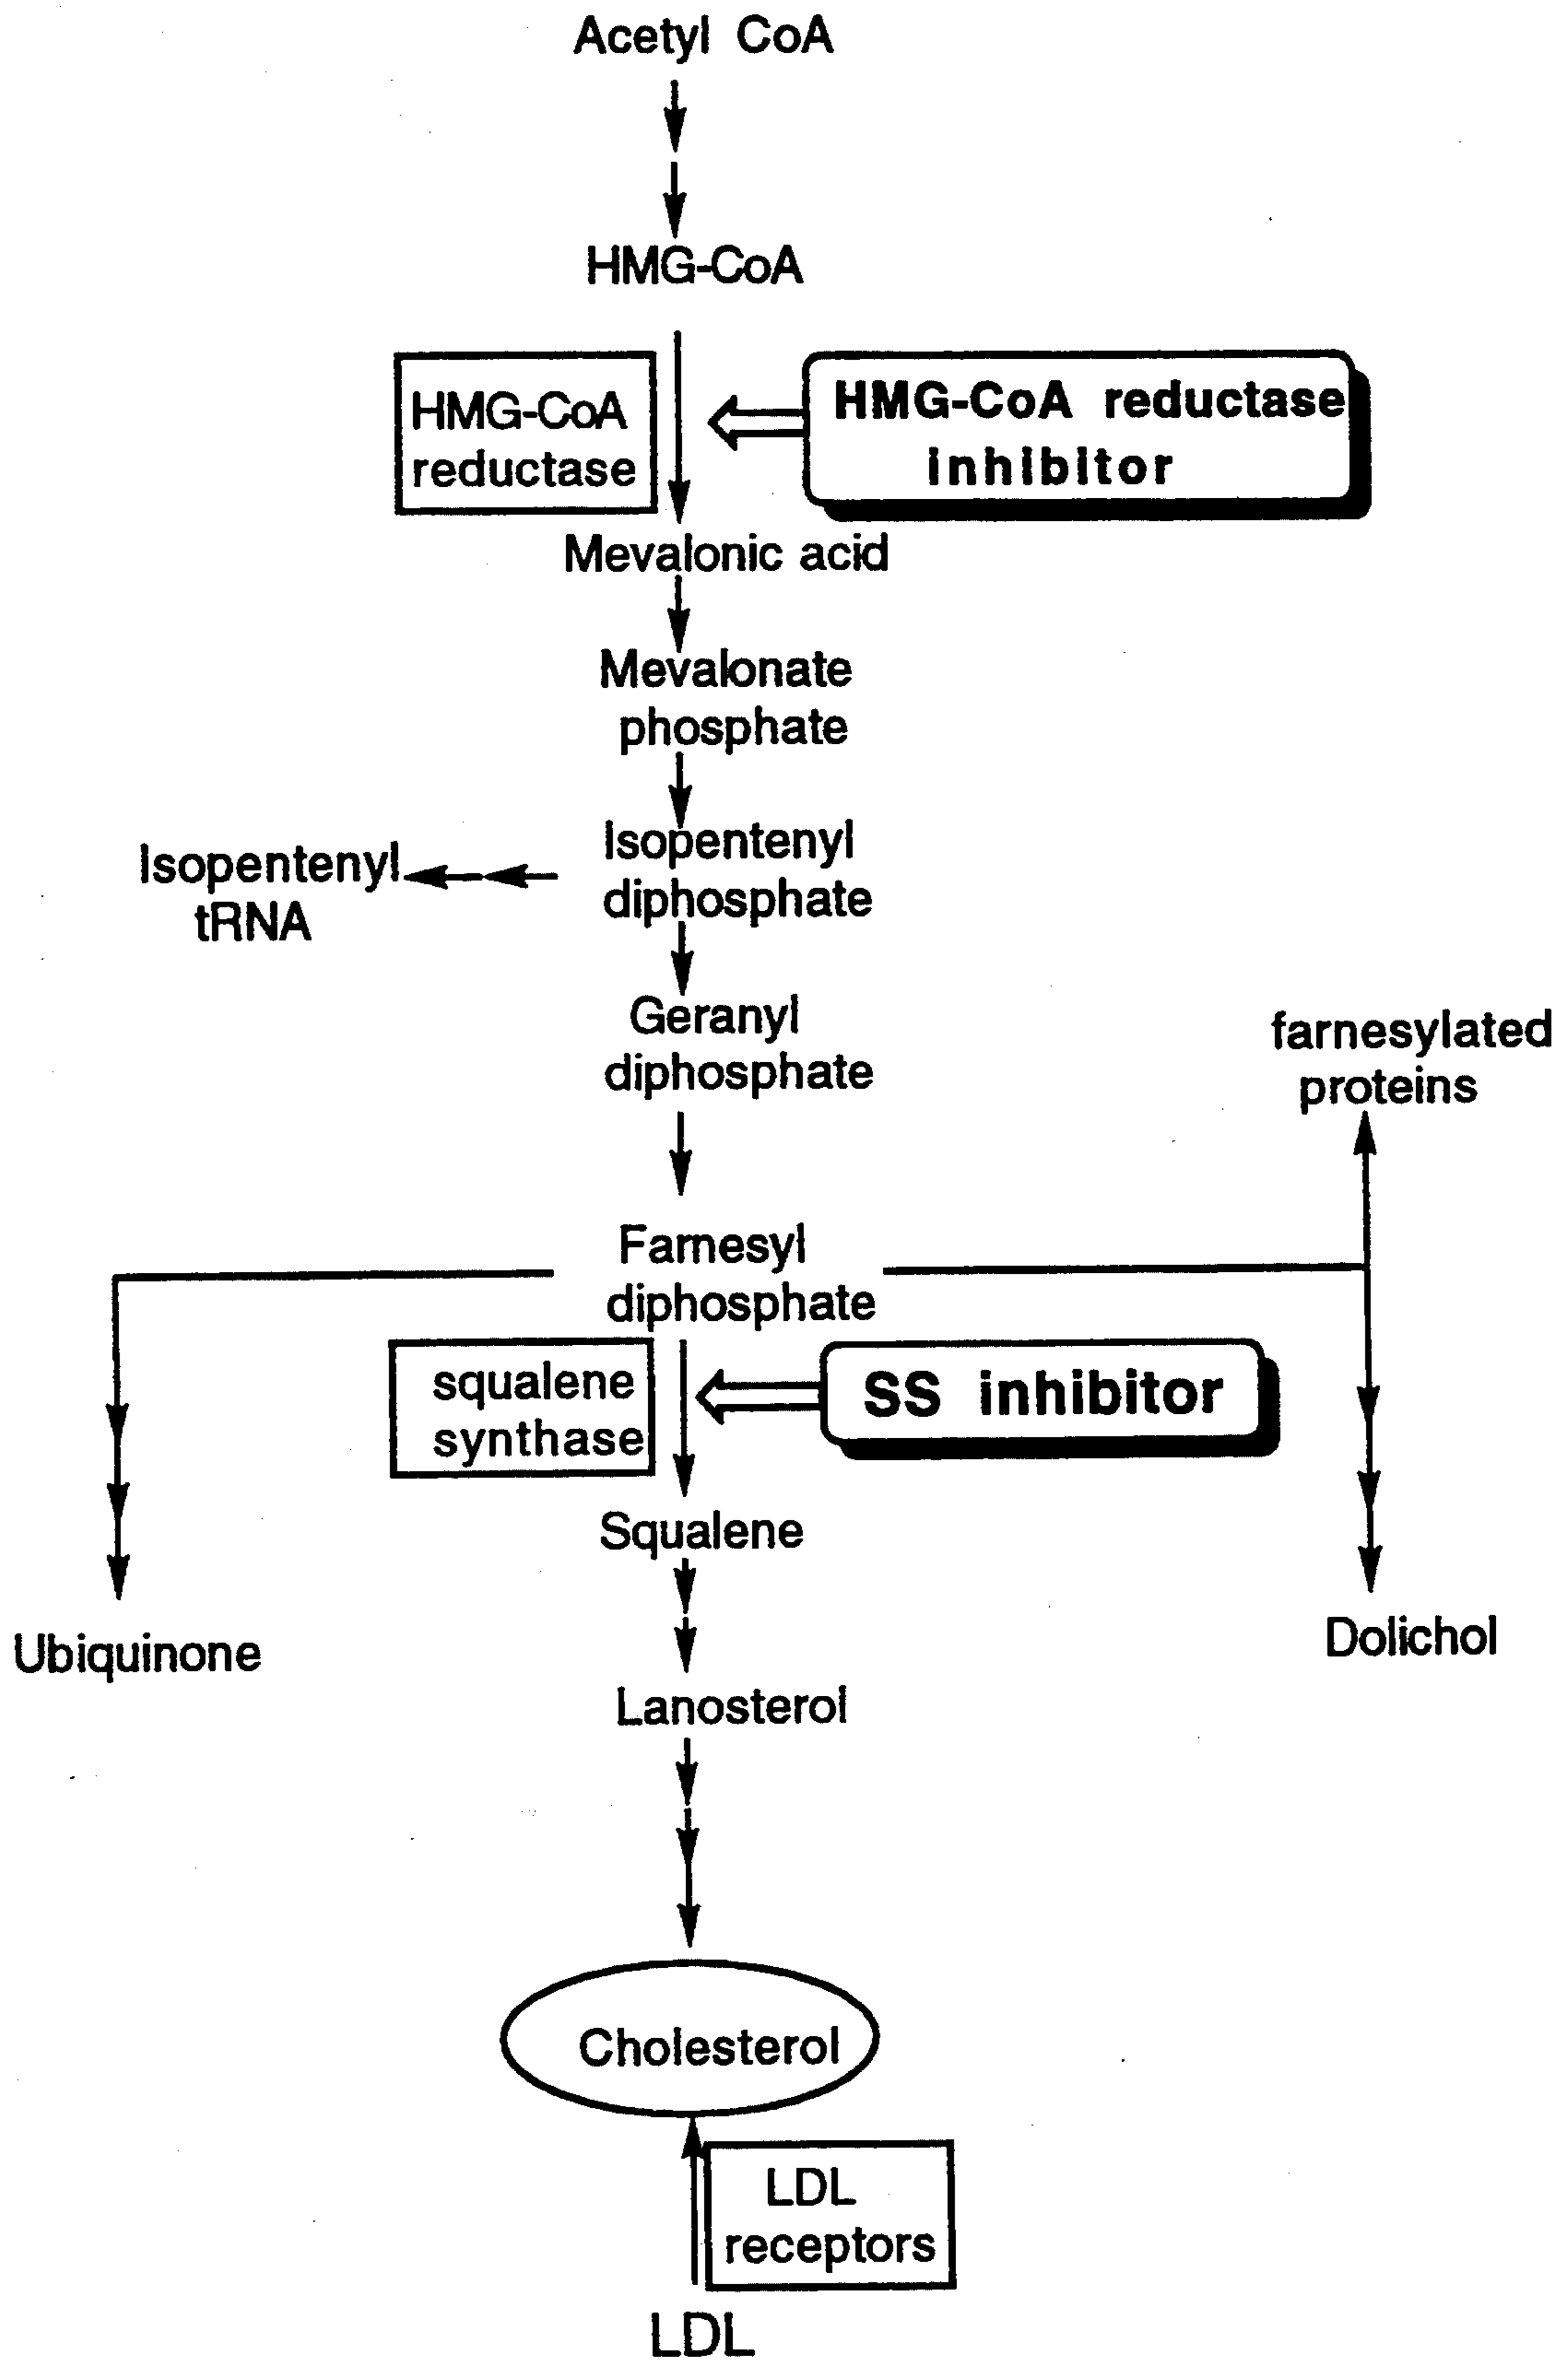 Acetyl CoA
HMG-CoA
HMG-CoA
reductase
HMG-CoA reductase
inhibitor
Mevalonic acid
Mevalonate
phosphate
Isopentenyl
tRNA
Isopentenyl
diphosphate
Geranyl
diphosphate
farnesylated
proteins
Farnesyl
diphosphate
squalene
synthase
SS inhibitor
Squalene
Ubiquinone
Dolichol
Lanosterol
Cholesterol
LDL
receptors
LDL